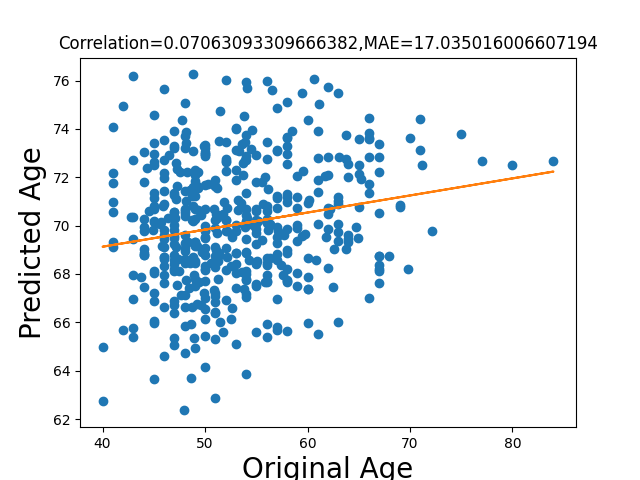 Correlation=0.07063093309666382,MAE=17.035016006607194
76
74
72
70
68
66
64
62
Predicted Age
40 50 60 70 80
Original Age